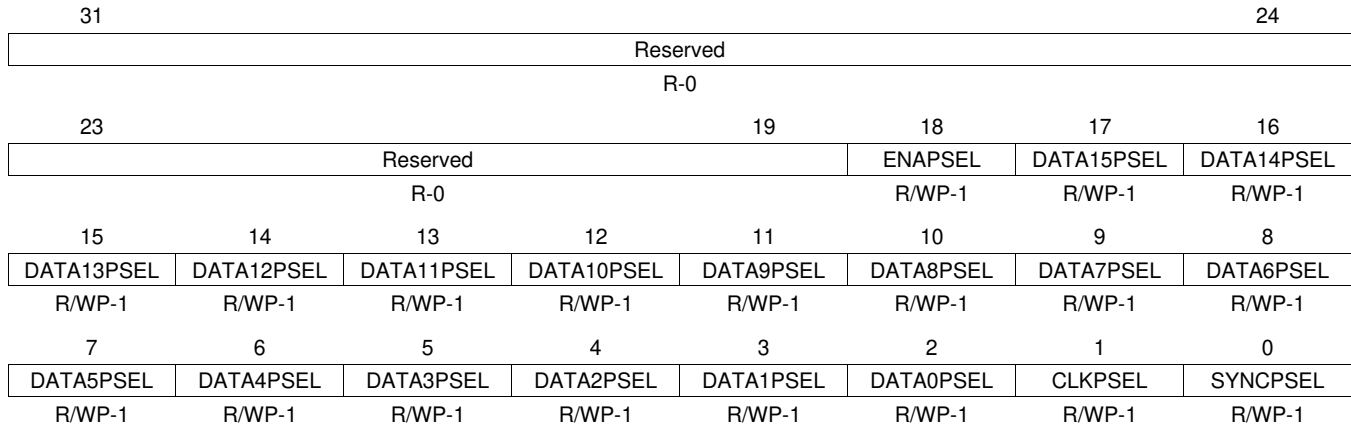 31 24
Reserved
R-0
23 19 18 17 16
Reserved ENAPSEL DATA15PSEL DATA14PSEL
R-0 R/WP-1 R/WP-1 R/WP-1
15 14 13 12 11 10 9 8
DATA13PSEL DATA12PSEL DATA11PSEL DATA10PSEL DATA9PSEL DATA8PSEL DATA7PSEL DATA6PSEL
R/WP-1 R/WP-1 R/WP-1 R/WP-1 R/WP-1 R/WP-1 R/WP-1 R/WP-1
7 6 5 4 3 2 1 0
DATA5PSEL DATA4PSEL DATA3PSEL DATA2PSEL DATA1PSEL DATA0PSEL CLKPSEL SYNCPSEL
R/WP-1 R/WP-1 R/WP-1 R/WP-1 R/WP-1 R/WP-1 R/WP-1 R/WP-1